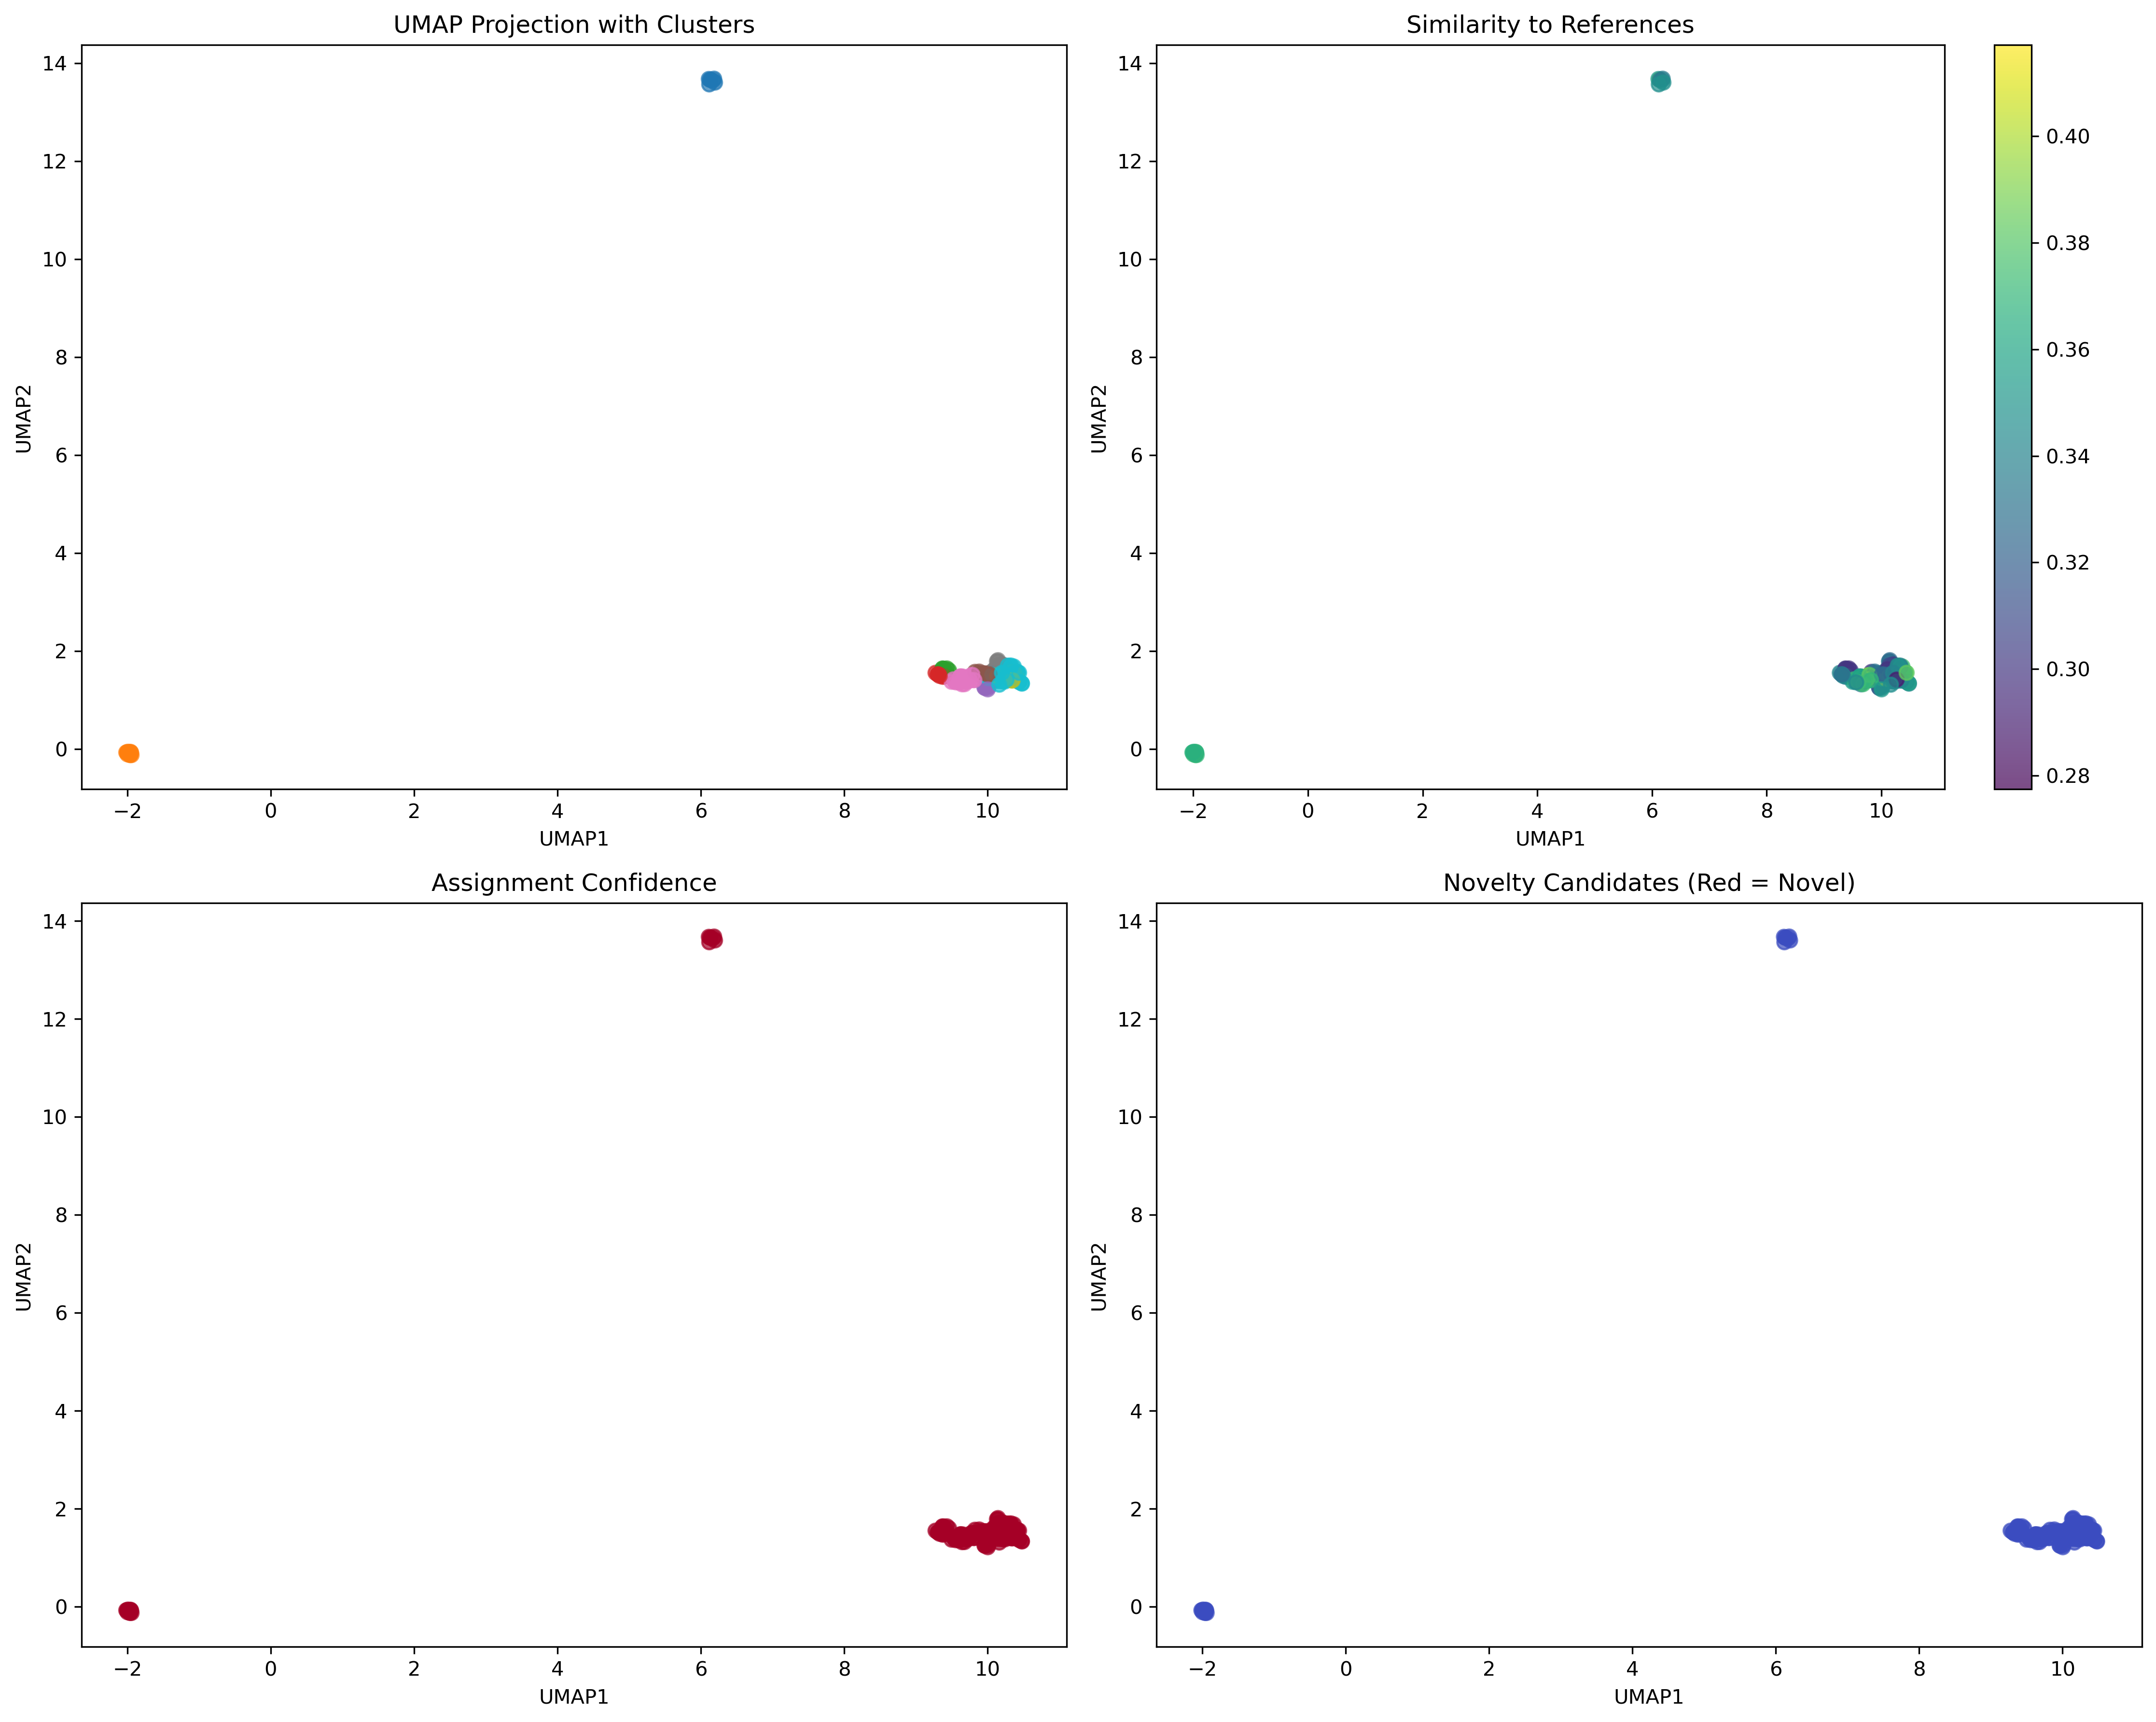 UMAP Projection with Clusters
14
12
10
8
6
4
2
0
UMAP2
−2 0 2 4 6 8 10
UMAP1
Similarity to References
14
12
10
8
6
4
2
0
UMAP2
−2 0 2 4 6 8 10
UMAP1
0.40
0.38
0.36
0.34
0.32
0.30
0.28
Assignment Confidence
14
12
10
8
6
4
2
0
UMAP2
−2 0 2 4 6 8 10
UMAP1
Novelty Candidates (Red = Novel)
14
12
10
8
6
4
2
0
UMAP2
−2 0 2 4 6 8 10
UMAP1